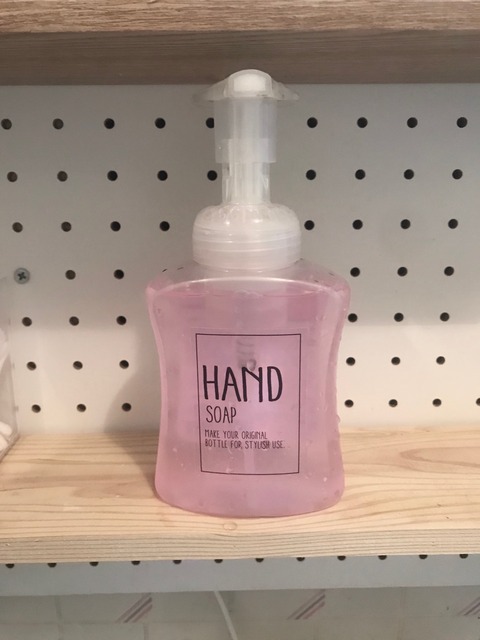 HAND
SOAP
MAKE YOUR ORIGINAL
BOTTLE FOR STYLISH USE.